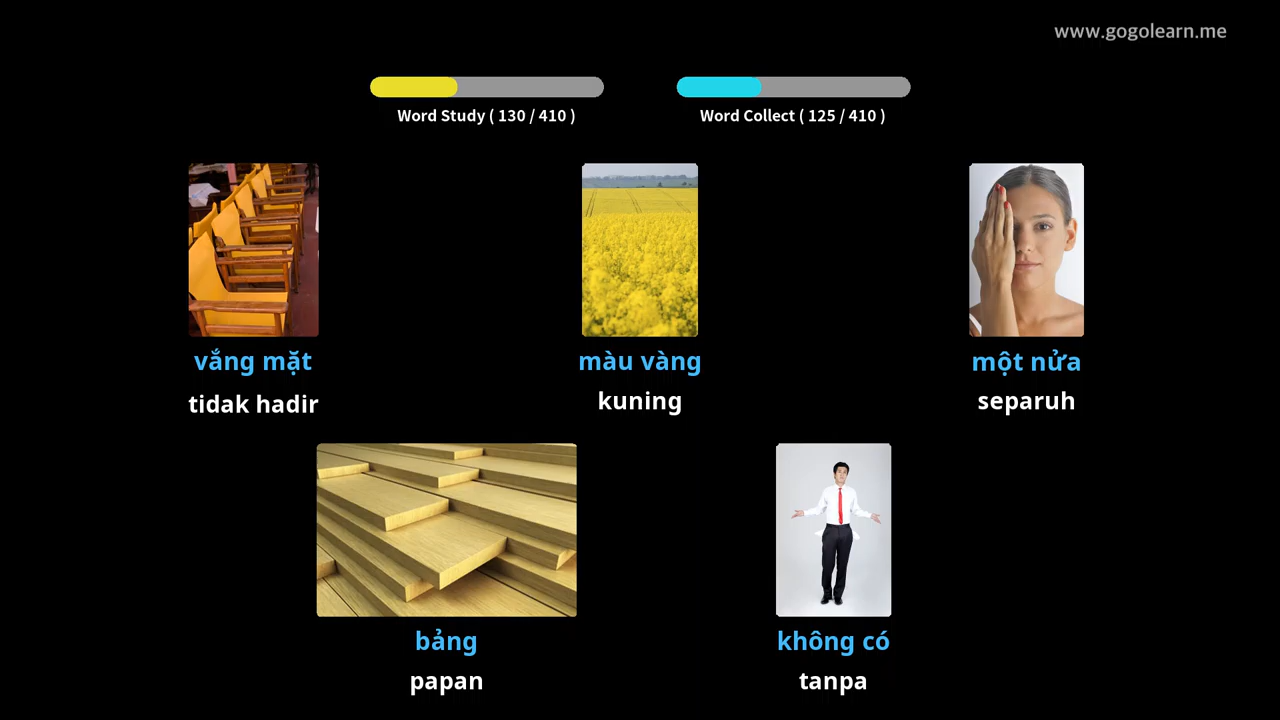 www.gogolearn.me
Word Study ( 130 / 410 )
Word Collect ( 125 / 410 )
vắng mặt
màu vàng
một nửa
tidak hadir
kuning
separuh
bảng
không có
papan
tanpa